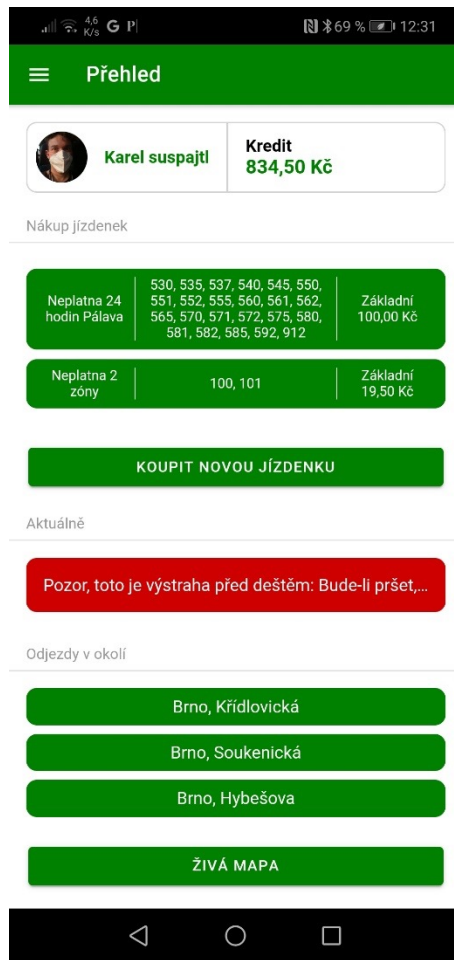 4,6
K/s G P 69 % 12:31
Přehled
Karel suspajtl
Kredit
834,50 Kč
Nákup jízdenek
Neplatna 24
hodin Pálava
530, 535, 537, 540, 545, 550,
551, 552, 555, 560, 561, 562,
565, 570, 571, 572, 575, 580,
581, 582, 585, 592, 912
Základní
100,00 Kč
Neplatna 2
zóny
100, 101
Základní
19,50 Kč
KOUPIT NOVOU JÍZDENKU
Aktuálně
Pozor, toto je výstraha před deštěm: Bude-li pršet,...
Odjezdy v okolí
Brno, Křídlovická
Brno, Soukenická
Brno, Hybešova
ŽIVÁ MAPA